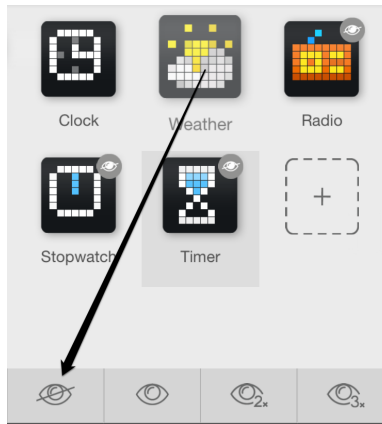 Clock
Weather
Radio
Stopwatch
Timer
+
2x
3x